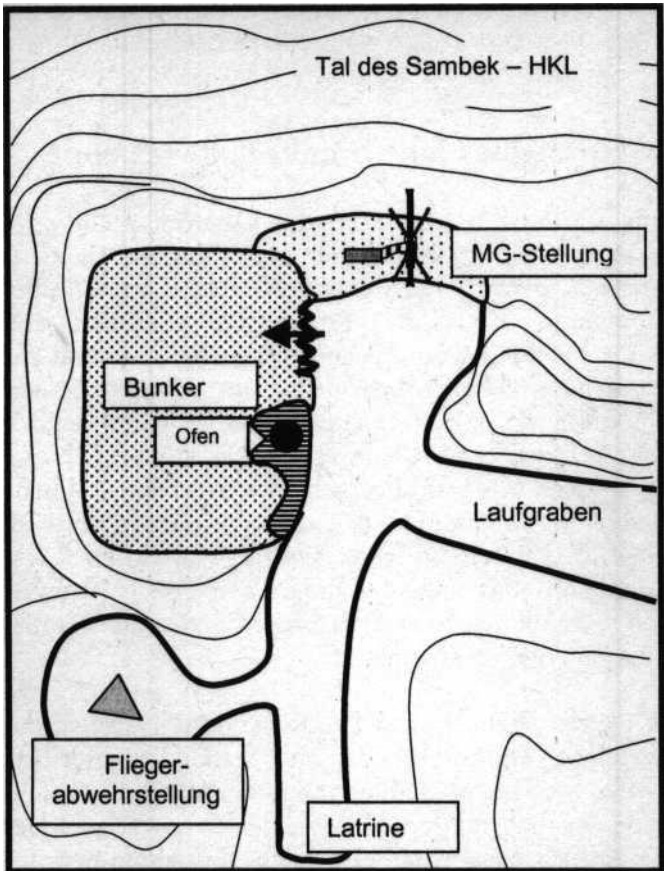 Tal des Sambek – HKL
MG-Stellung
Bunker
Ofen
Laufgraben
Flieger-
abwehrstellung
Latrine